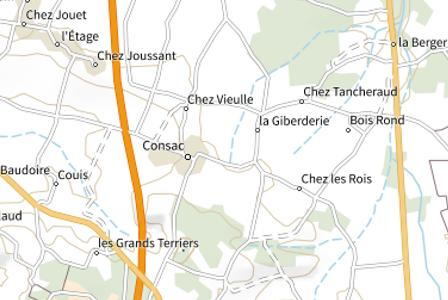 Chez Jouet
l'Étage
Chez Joussant
la Berger
Chez Tancheraud
Chez Vieulle
la Giberderie
Bois Rond
Consac
Baudoire
Couis
Chez les Rois
aud
les Grands Terriers